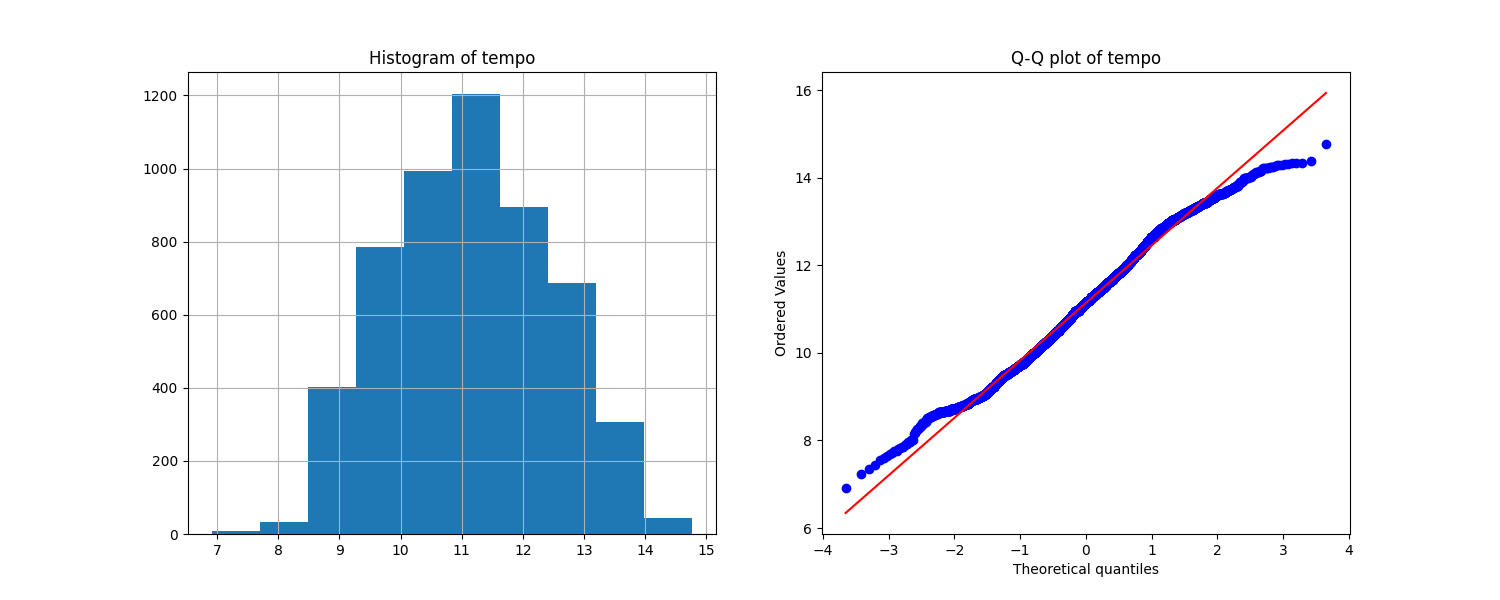 Histogram of tempo
1200
1000
800
600
400
200
0
7 8 9 10 11 12 13 14 15
Q-Q plot of tempo
Ordered Values
16
14
12
10
8
6
−4 −3 −2 −1 0 1 2 3 4
Theoretical quantiles